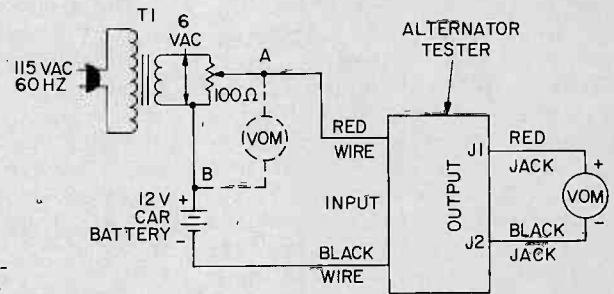 T1
6
VAC
115 VAC
60 HZ
100Ω
A
VOM
B
12V
CAR
BATTERY
+
-
RED
WIRE
BLACK
WIRE
INPUT
OUTPUT
ALTERNATOR
TESTER
J1
J2
RED
JACK
BLACK
JACK
+
VOM
-